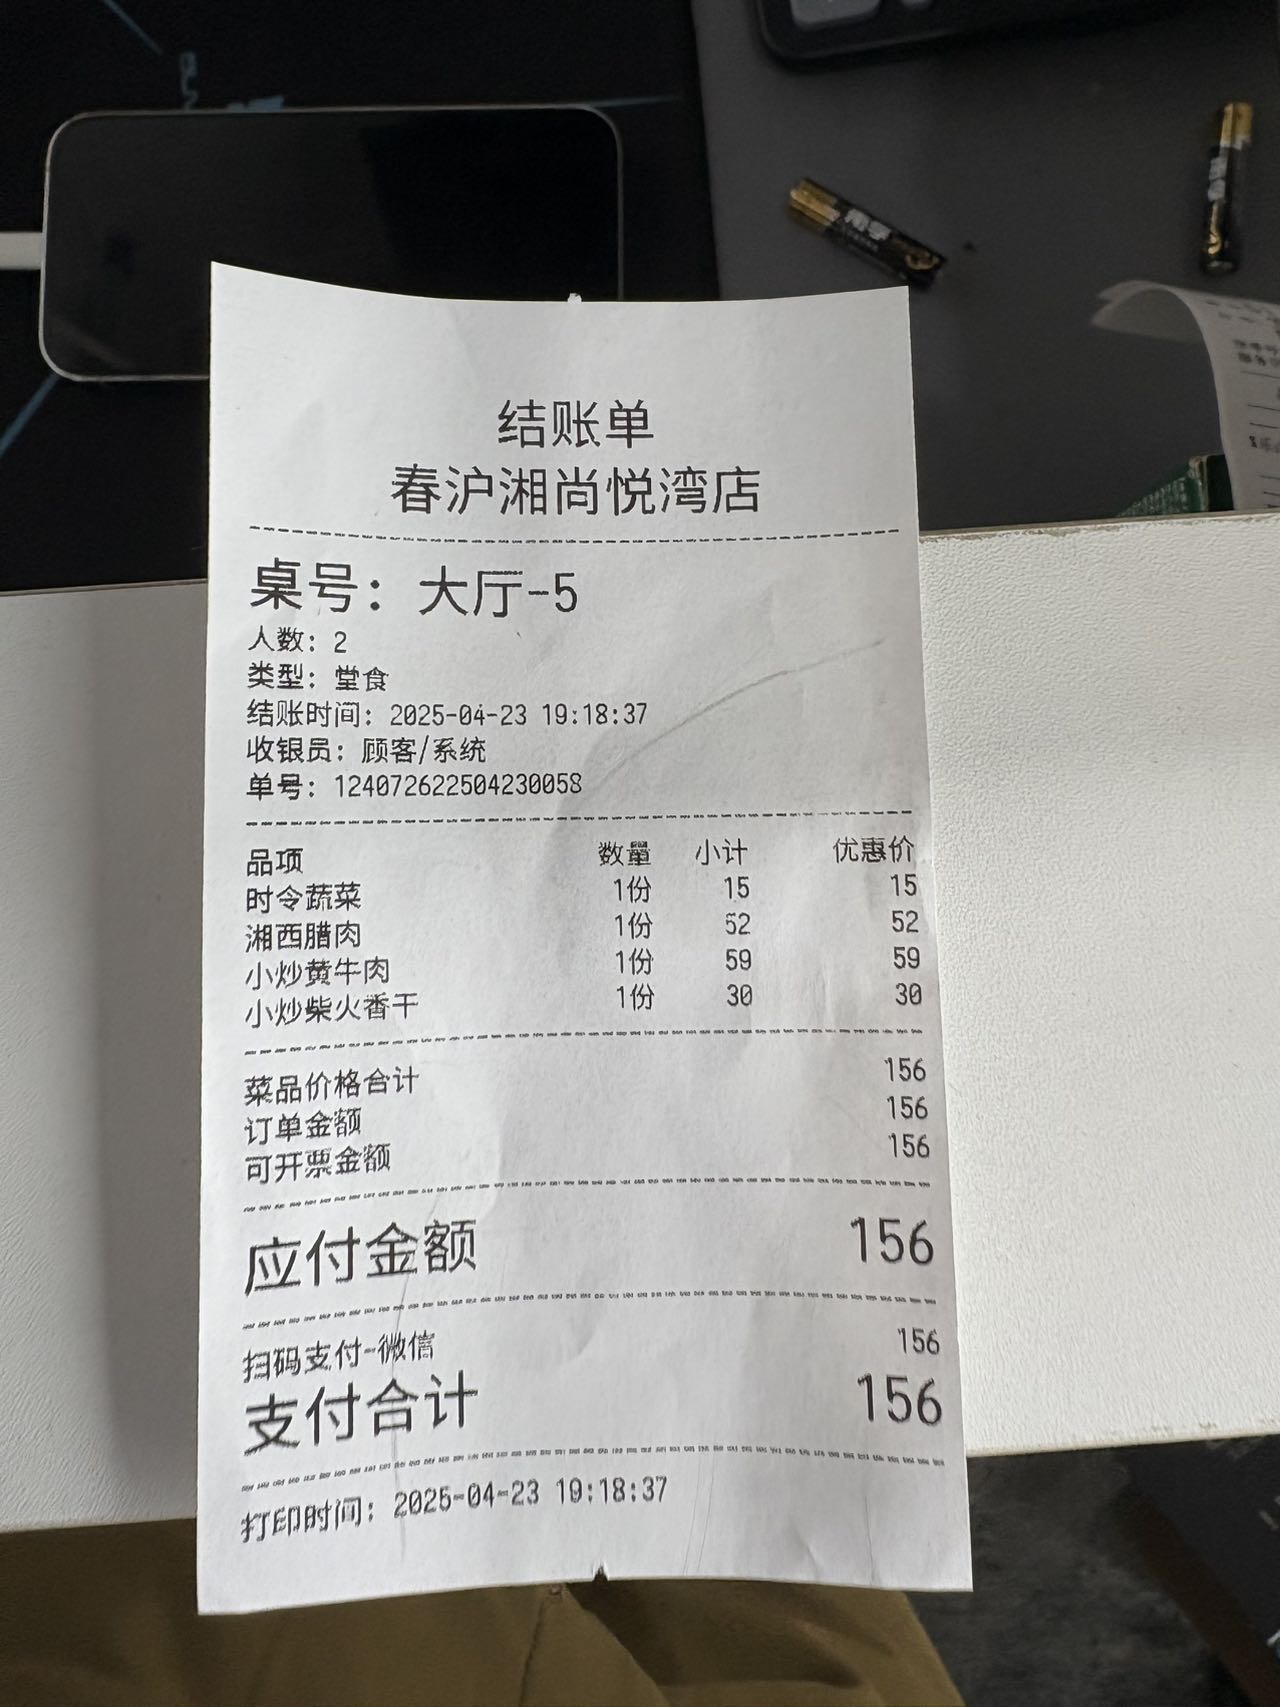 结账单
春沪湘尚悦湾店
桌号：大厅-5
人数：2
类型：堂食
结账时间：2025-04-23 19:18:37
收银员：顾客/系统
单号：124072622504230058
品项 数量 小计 优惠价
时令蔬菜 1份 15 15
湘西腊肉 1份 52 52
小炒黄牛肉 1份 59 59
小炒柴火香干 1份 30 30
菜品价格合计 156
订单金额 156
可开票金额 156
应付金额 156
扫码支付-微信 156
支付合计 156
打印时间：2025-04-23 19:18:37
南孚